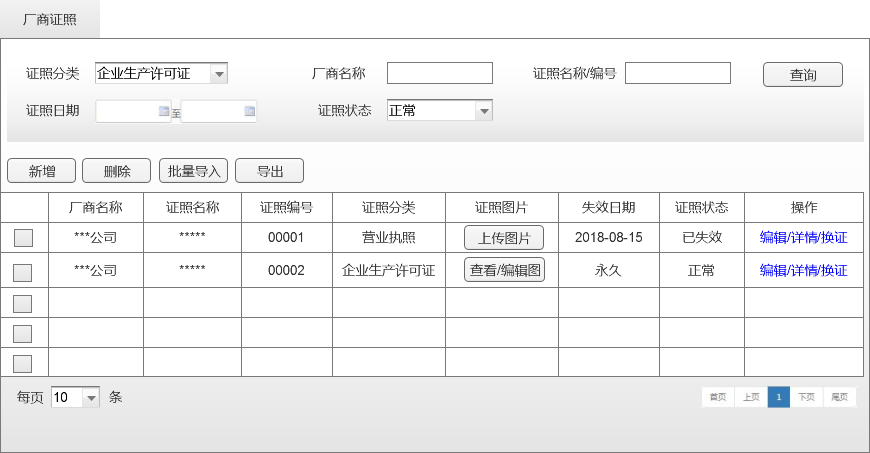 厂商证照
证照分类 企业生产许可证 厂商名称 证照名称/编号 查询
证照日期 至 证照状态 正常
新增 删除 批量导入 导出
厂商名称 证照名称 证照编号 证照分类 证照图片 失效日期 证照状态 操作
***公司 ***** 00001 营业执照 上传图片 2018-08-15 已失效 编辑/详情/换证
***公司 ***** 00002 企业生产许可证 查看/编辑图 永久 正常 编辑/详情/换证
每页 10 条 首页 上页 1 下页 尾页